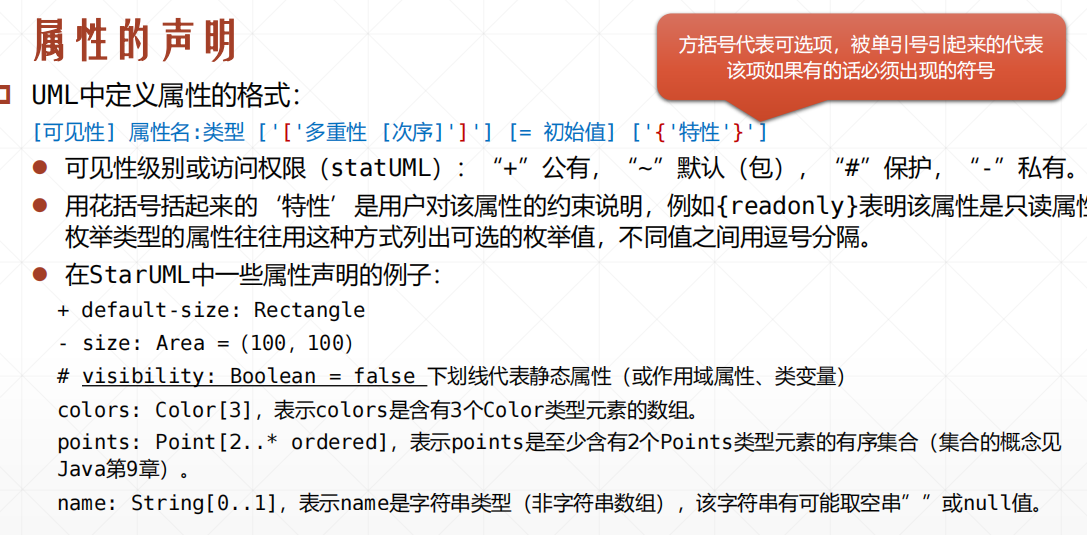 属性的声明
方括号代表可选项，被单引号引起来的代表
该项如果有的话必须出现的符号
UML中定义属性的格式：
[可见性] 属性名:类型 ['['多重性 [次序]']'] [= 初始值] ['{'特性'}']
可见性级别或访问权限（statUML）：“+”公有，“~”默认（包），“#”保护，“-”私有。
用花括号括起来的‘特性’是用户对该属性的约束说明，例如{readonly}表明该属性是只读属性
枚举类型的属性往往用这种方式列出可选的枚举值，不同值之间用逗号分隔。
在StarUML中一些属性声明的例子：
+ default-size: Rectangle
- size: Area =（100，100）
# visibility: Boolean = false 下划线代表静态属性（或作用域属性、类变量）
colors: Color[3]，表示colors是含有3个Color类型元素的数组。
points: Point[2..* ordered]，表示points是至少含有2个Points类型元素的有序集合（集合的概念见
Java第9章）。
name: String[0..1]，表示name是字符串类型（非字符串数组），该字符串有可能取空串””或null值。